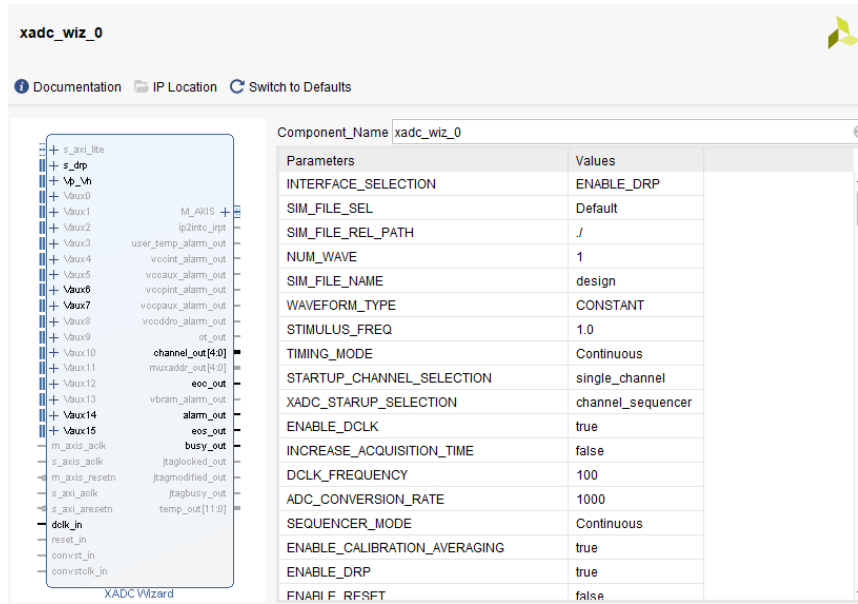 xadc_wiz_0
Documentation IP Location Switch to Defaults
s_axi_lite
s_drp
Vp_Vn
Vaux0
Vaux1
Vaux2
Vaux3
Vaux4
Vaux5
Vaux6
Vaux7
Vaux8
Vaux9
Vaux10
Vaux11
Vaux12
Vaux13
Vaux14
Vaux15
m_axis_aclk
s_axis_aclk
m_axis_resetn
s_axi_aclk
s_axi_aresetn
dclk_in
reset_in
convst_in
convstclk_in
M_AXIS
ip2intc_irpt
user_temp_alarm_out
vccint_alarm_out
vccaux_alarm_out
vccpint_alarm_out
vccpaux_alarm_out
vccddro_alarm_out
ot_out
channel_out[4:0]
muxaddr_out[4:0]
eoc_out
vbram_alarm_out
alarm_out
eos_out
busy_out
jtaglocked_out
jtagmodified_out
jtagbusy_out
temp_out[11:0]
XADC Wizard
Component_Name xadc_wiz_0
Parameters Values
INTERFACE_SELECTION ENABLE_DRP
SIM_FILE_SEL Default
SIM_FILE_REL_PATH ./
NUM_WAVE 1
SIM_FILE_NAME design
WAVEFORM_TYPE CONSTANT
STIMULUS_FREQ 1.0
TIMING_MODE Continuous
STARTUP_CHANNEL_SELECTION single_channel
XADC_STARUP_SELECTION channel_sequencer
ENABLE_DCLK true
INCREASE_ACQUISITION_TIME false
DCLK_FREQUENCY 100
ADC_CONVERSION_RATE 1000
SEQUENCER_MODE Continuous
ENABLE_CALIBRATION_AVERAGING true
ENABLE_DRP true
ENABLE_RESET false